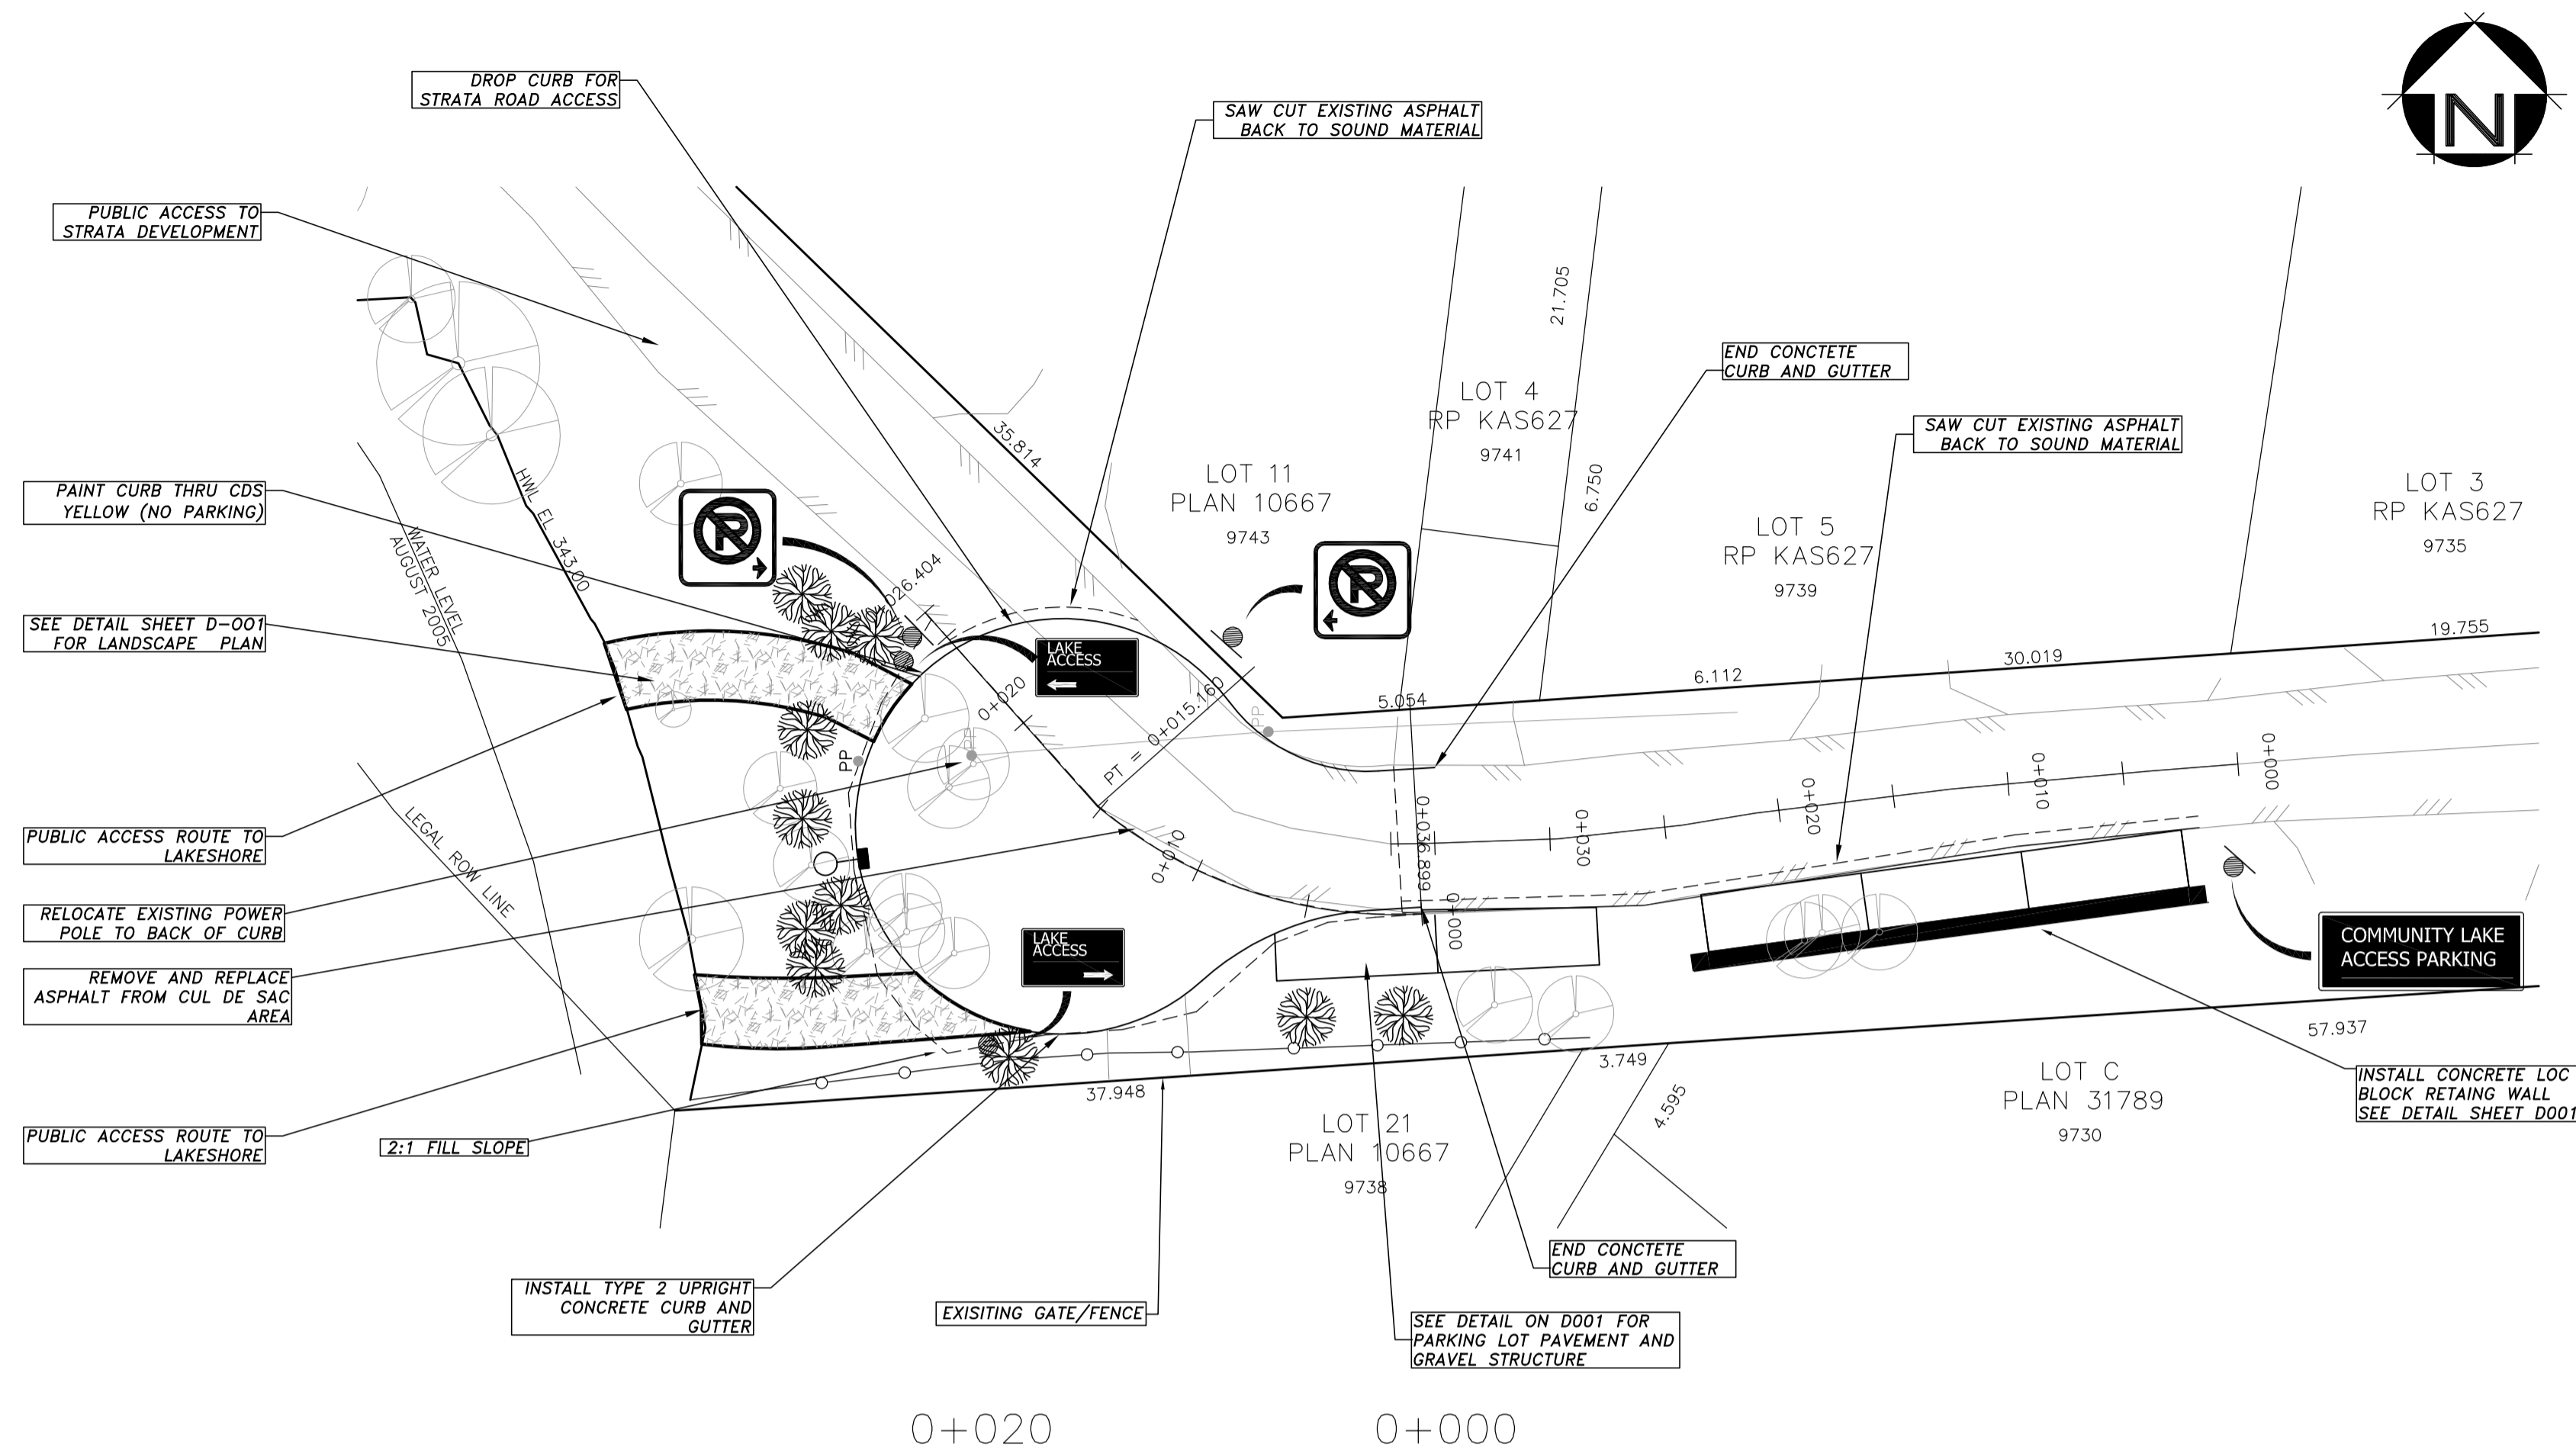 N
DROP CURB FOR
STRATA ROAD ACCESS
SAW CUT EXISTING ASPHALT
BACK TO SOUND MATERIAL
PUBLIC ACCESS TO
STRATA DEVELOPMENT
21.705
END CONCTETE
CURB AND GUTTER
LOT 4
RP KAS627
9741
35.814
SAW CUT EXISTING ASPHALT
BACK TO SOUND MATERIAL
LOT 11
PLAN 10667
9743
6.750
LOT 5
RP KAS627
9739
LOT 3
RP KAS627
9735
PAINT CURB THRU CDS
YELLOW (NO PARKING)
HWL EL 343.00
WATER LEVEL
AUGUST 2005
P
P
026.404
SEE DETAIL SHEET D-001
FOR LANDSCAPE PLAN
LAKE
ACCESS
19.755
30.019
6.112
5.054
0+020
PT = 0+015.160
PP
PP
PP
0+000
0+010
0+020
0+030
0+036.899
0+000
0+010
PUBLIC ACCESS ROUTE TO
LAKESHORE
LEGAL ROW LINE
RELOCATE EXISTING POWER
POLE TO BACK OF CURB
REMOVE AND REPLACE
ASPHALT FROM CUL DE SAC
AREA
LAKE
ACCESS
COMMUNITY LAKE
ACCESS PARKING
57.937
3.749
37.948
4.595
LOT C
PLAN 31789
9730
INSTALL CONCRETE LOC
BLOCK RETAING WALL
SEE DETAIL SHEET D001
LOT 21
PLAN 10667
9738
PUBLIC ACCESS ROUTE TO
LAKESHORE
2:1 FILL SLOPE
END CONCTETE
CURB AND GUTTER
INSTALL TYPE 2 UPRIGHT
CONCRETE CURB AND
GUTTER
EXISITING GATE/FENCE
SEE DETAIL ON D001 FOR
PARKING LOT PAVEMENT AND
GRAVEL STRUCTURE
0+020
0+000